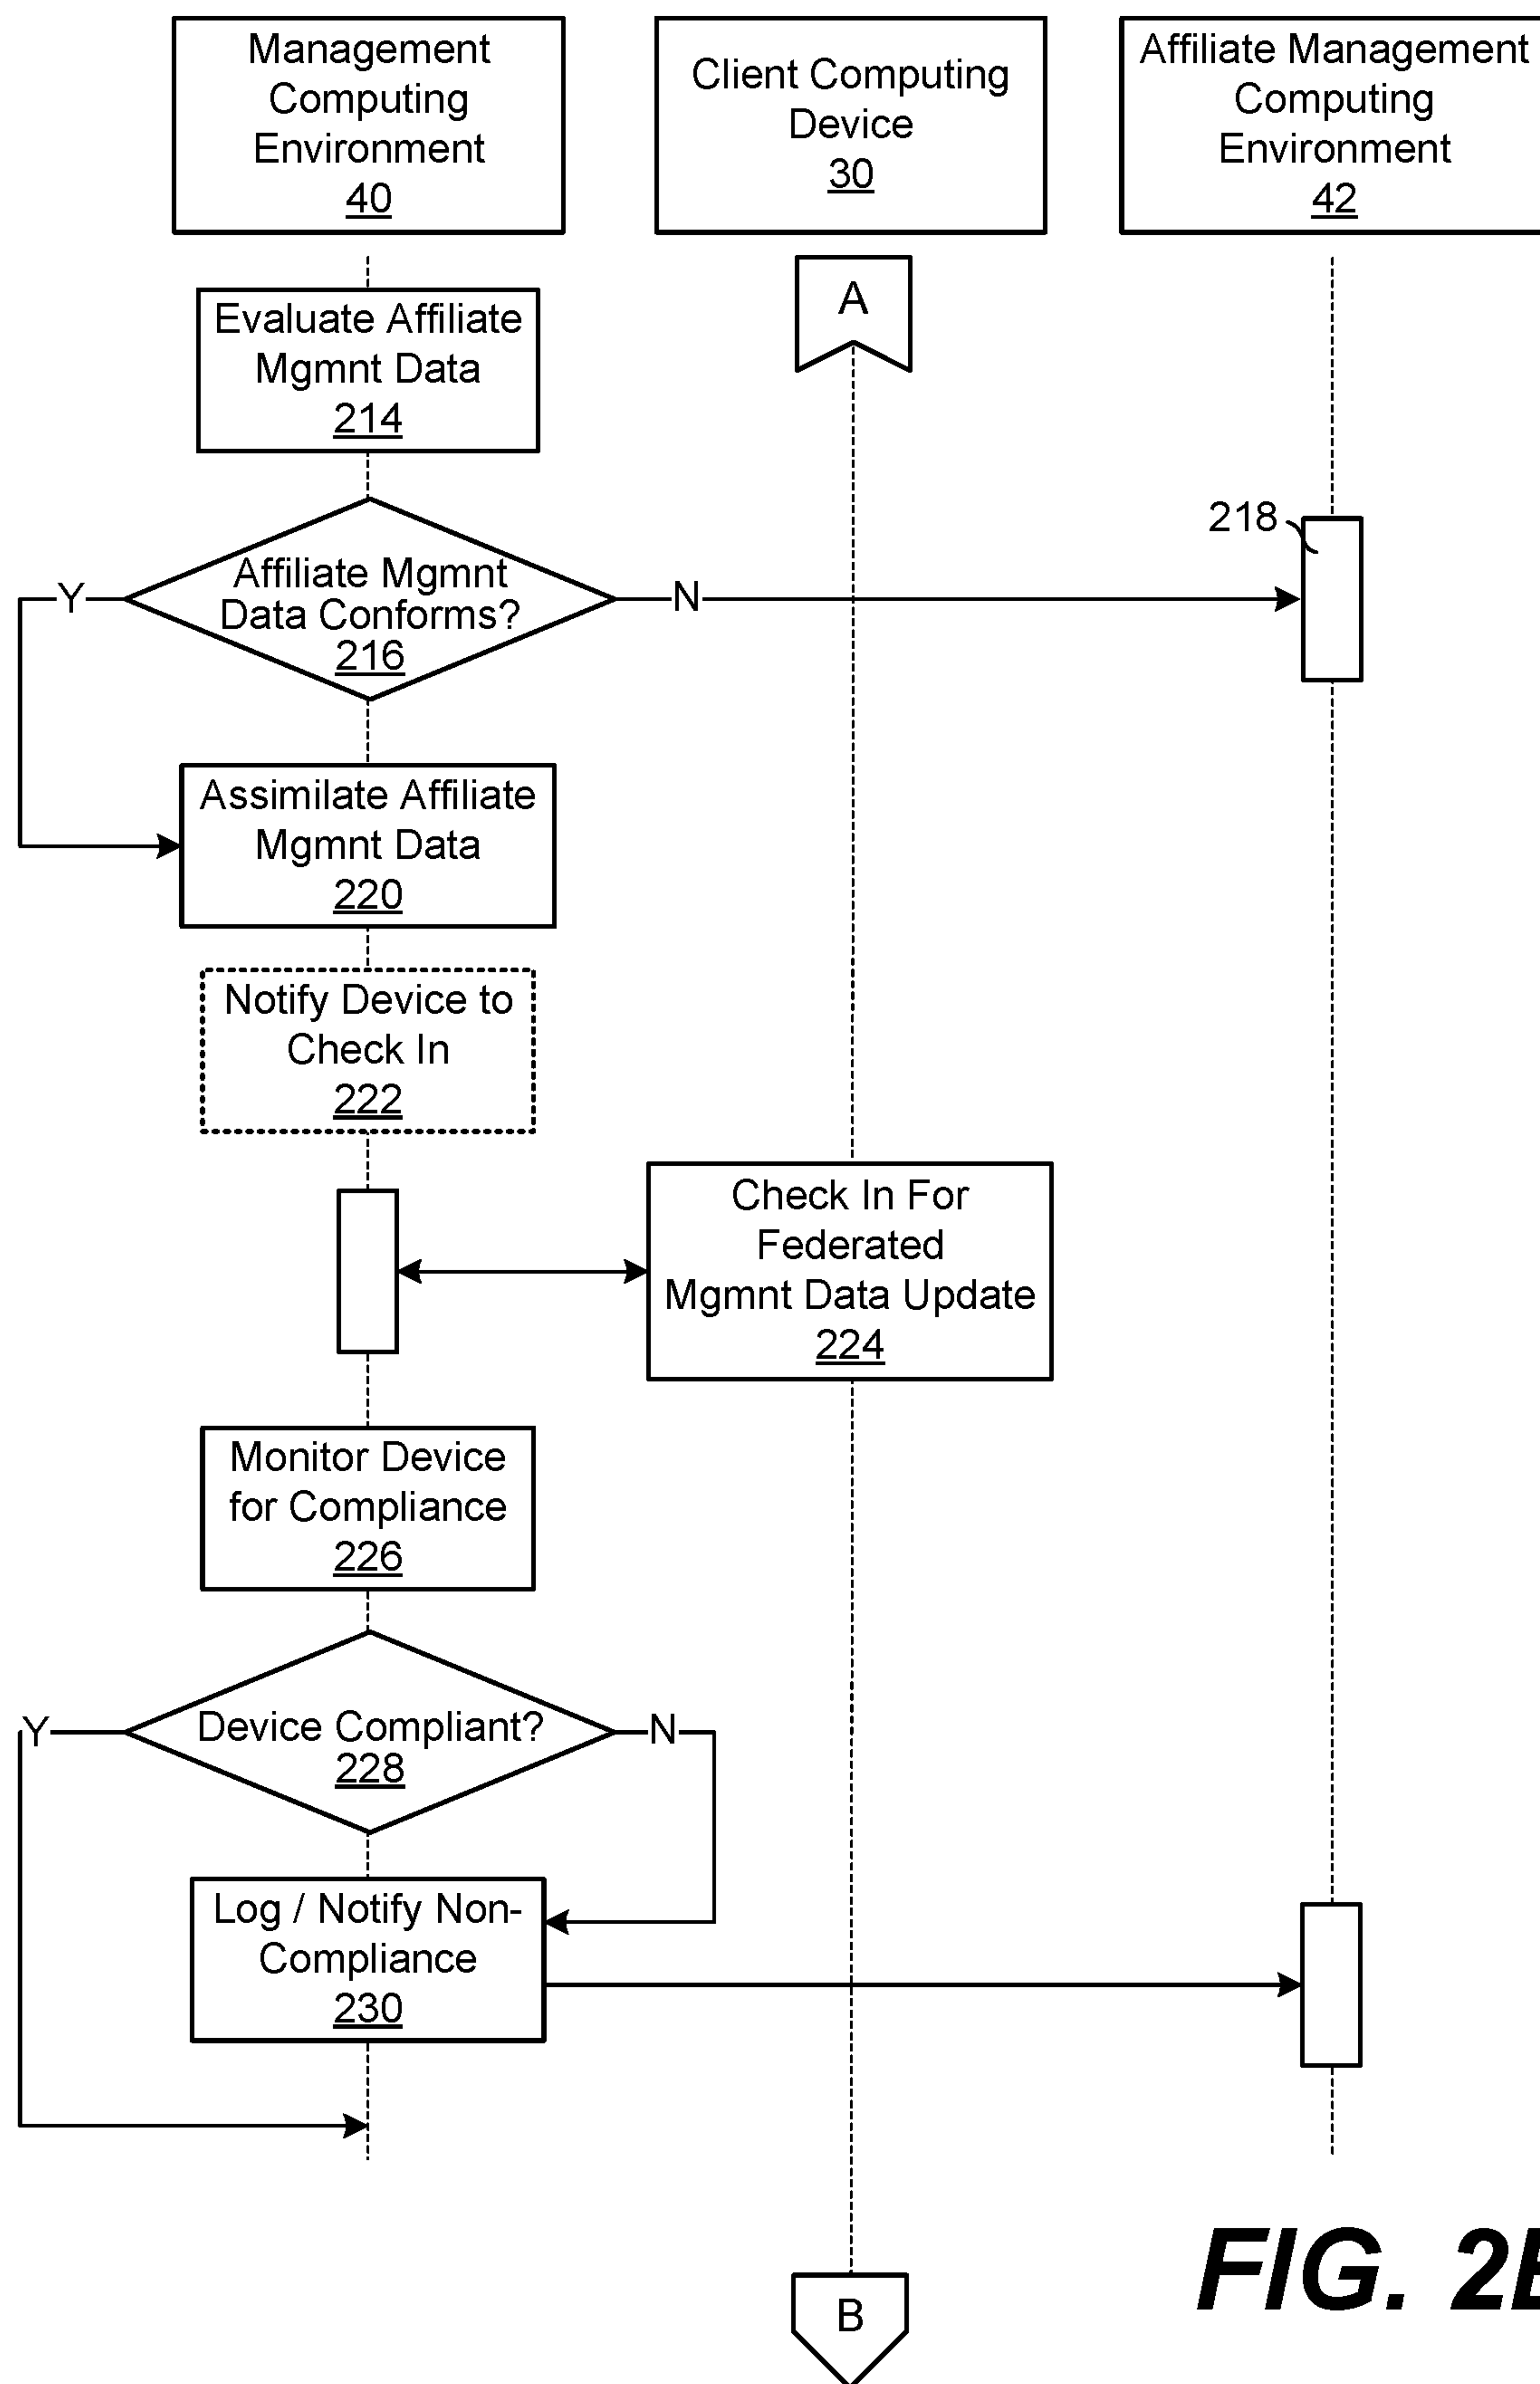 Management
Computing
Environment
40
Client Computing
Device
30
Affiliate Management
Computing
Environment
42
A
Evaluate Affiliate
Mgmnt Data
214
218
Affiliate Mgmnt
Data Conforms?
216
Y
N
Assimilate Affiliate
Mgmnt Data
220
Notify Device to
Check In
222
Check In For
Federated
Mgmnt Data Update
224
Monitor Device
for Compliance
226
Device Compliant?
228
Y
N
Log / Notify Non-
Compliance
230
B
FIG.